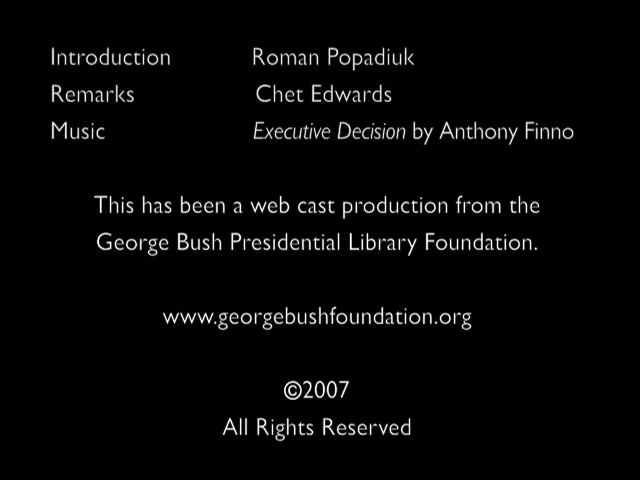 Introduction Roman Popadiuk
Remarks Chet Edwards
Music Executive Decision by Anthony Finno
This has been a web cast production from the
George Bush Presidential Library Foundation.
www.georgebushfoundation.org
©2007
All Rights Reserved